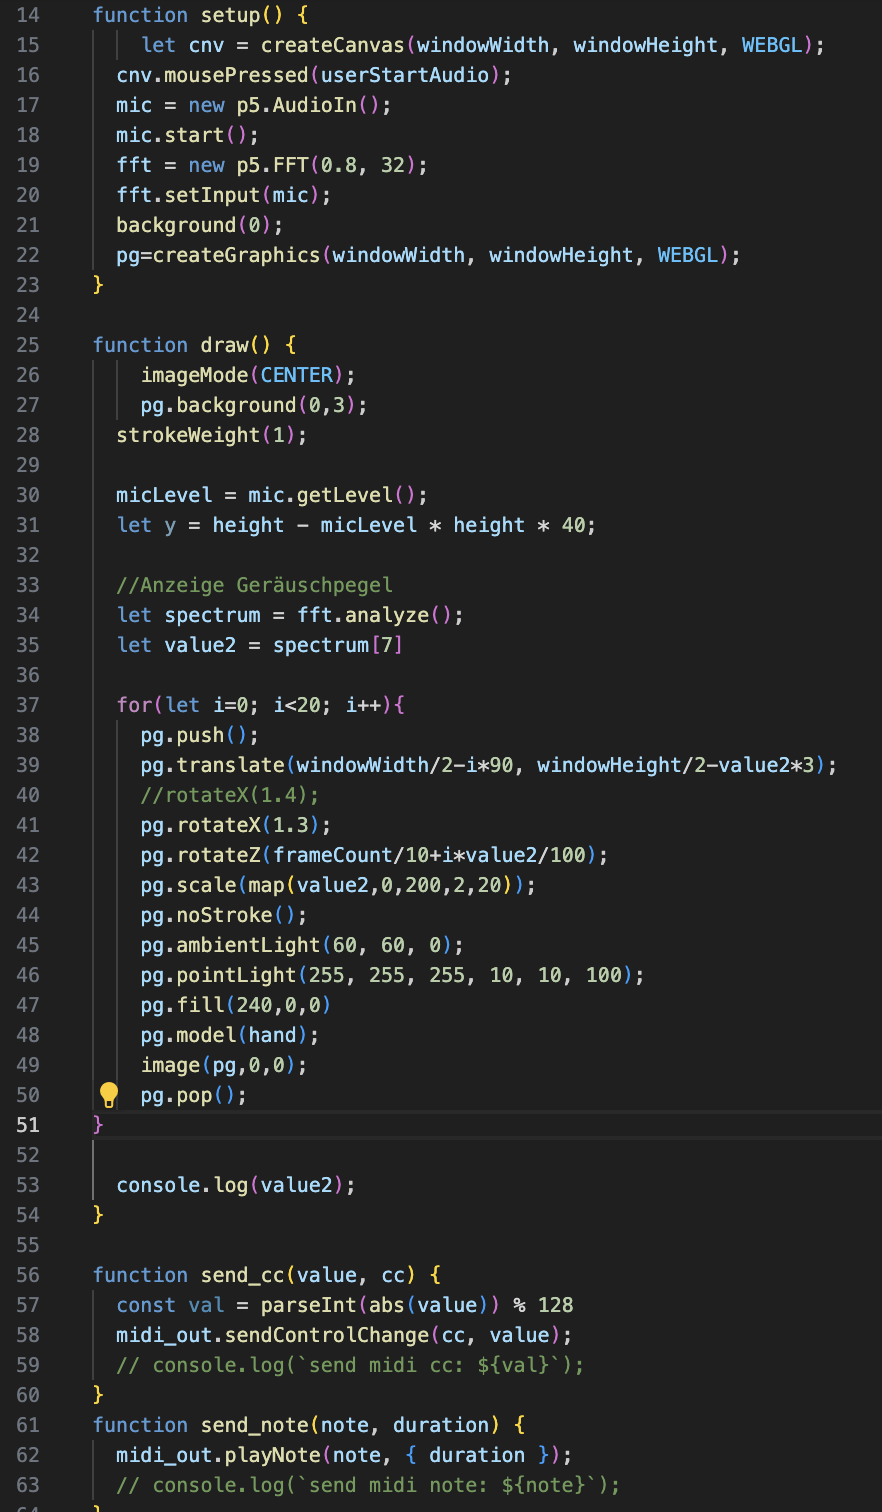 14 function setup() {
15 let cnv = createCanvas(windowWidth, windowHeight, WEBGL);
16 cnv.mousePressed(userStartAudio);
17 mic = new p5.AudioIn();
18 mic.start();
19 fft = new p5.FFT(0.8, 32);
20 fft.setInput(mic);
21 background(0);
22 pg=createGraphics(windowWidth, windowHeight, WEBGL);
23 }
24
25 function draw() {
26 imageMode(CENTER);
27 pg.background(0,3);
28 strokeWeight(1);
29
30 micLevel = mic.getLevel();
31 let y = height - micLevel * height * 40;
32
33 //Anzeige Geräuschpegel
34 let spectrum = fft.analyze();
35 let value2 = spectrum[7]
36
37 for(let i=0; i<20; i++){
38 pg.push();
39 pg.translate(windowWidth/2-i*90, windowHeight/2-value2*3);
40 //rotateX(1.4);
41 pg.rotateX(1.3);
42 pg.rotateZ(frameCount/10+i*value2/100);
43 pg.scale(map(value2,0,200,2,20));
44 pg.noStroke();
45 pg.ambientLight(60, 60, 0);
46 pg.pointLight(255, 255, 255, 10, 10, 100);
47 pg.fill(240,0,0)
48 pg.model(hand);
49 image(pg,0,0);
50 pg.pop();
51 }
52
53 console.log(value2);
54 }
55
56 function send_cc(value, cc) {
57 const val = parseInt(abs(value)) % 128
58 midi_out.sendControlChange(cc, value);
59 // console.log(`send midi cc: ${val}`);
60 }
61 function send_note(note, duration) {
62 midi_out.playNote(note, { duration });
63 // console.log(`send midi note: ${note}`);
64 }